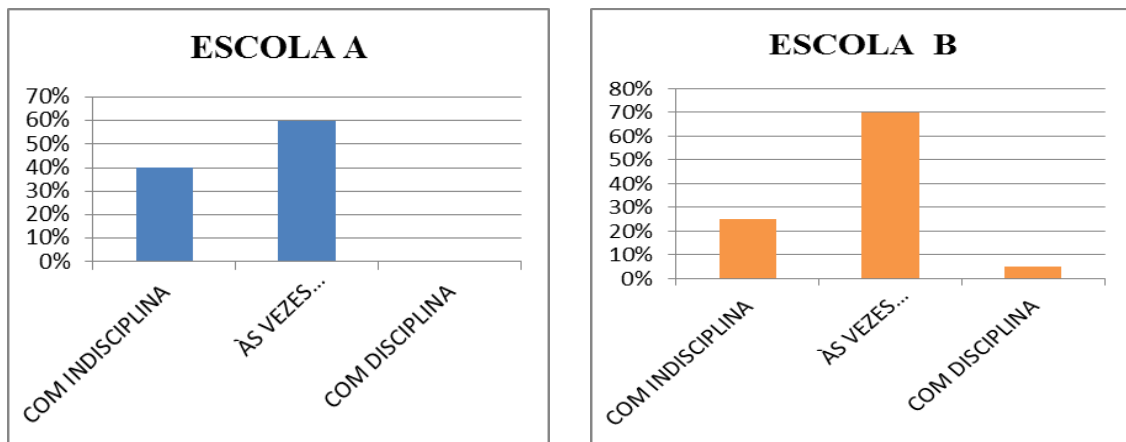 ESCOLA A
70%
60%
50%
40%
30%
20%
10%
0%
COM INDISCIPLINA
ÀS VEZES...
COM DISCIPLINA
ESCOLA B
80%
70%
60%
50%
40%
30%
20%
10%
0%
COM INDISCIPLINA
ÀS VEZES...
COM DISCIPLINA